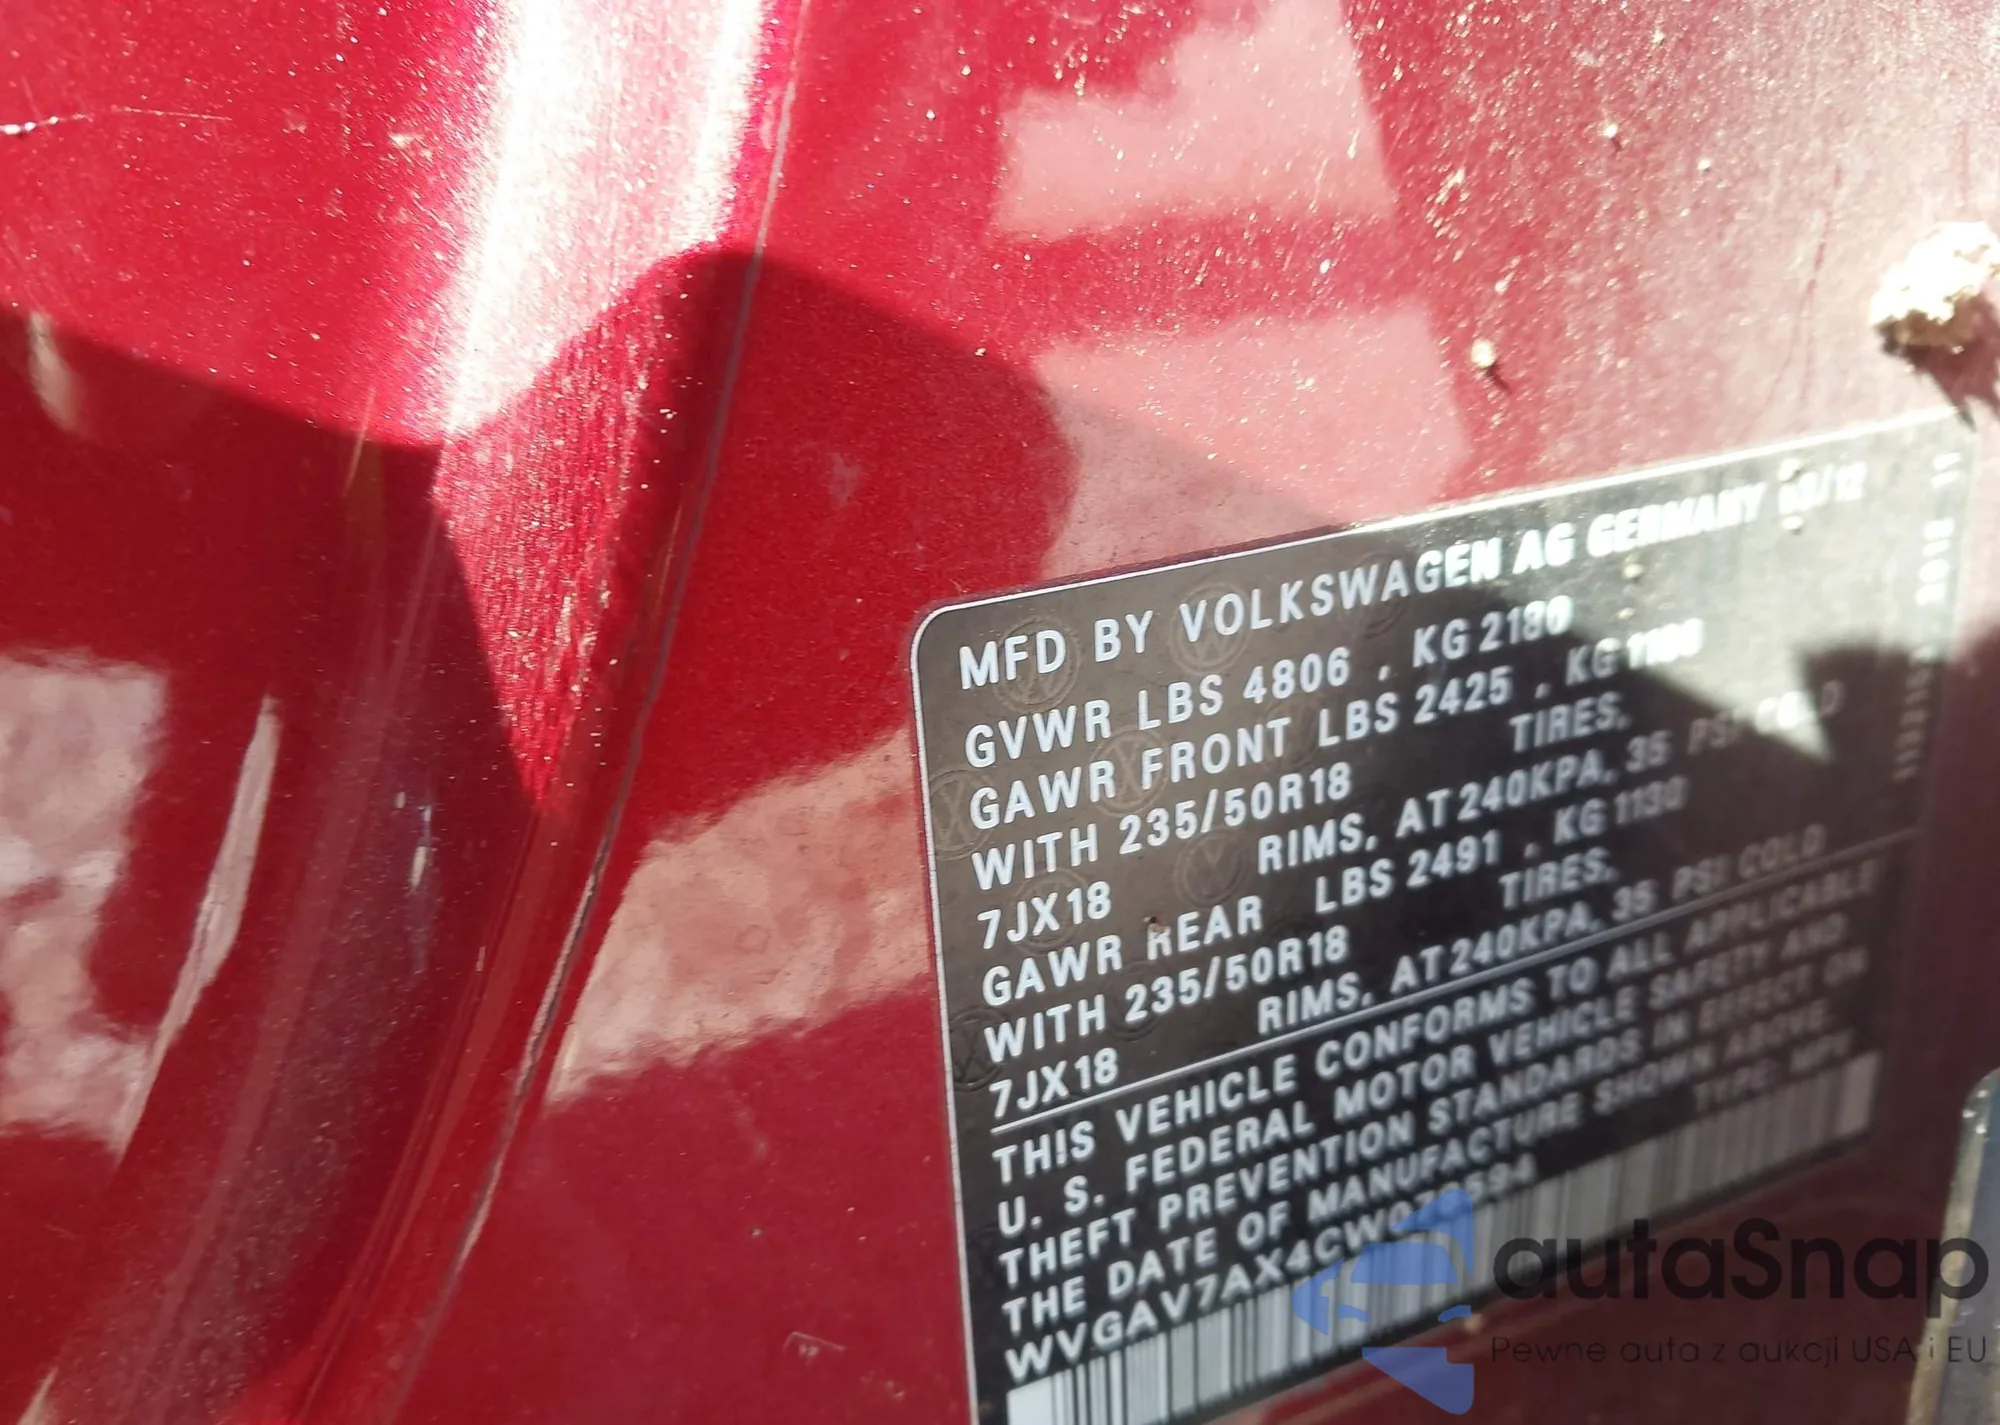 MFD BY VOLKSWAGEN AG GERMANY
GVWR LBS 4806 , KG 2180
GAWR FRONT LBS 2425 , KG
WITH 235/50R18 TIRES,
7JX18 RIMS, AT 240KPA, 35 PSI COLD
GAWR REAR LBS 2491 , KG 1130
WITH 235/50R18 TIRES,
7JX18 RIMS, AT 240KPA, 35 PSI COLD
THIS VEHICLE CONFORMS TO ALL APPLICABLE
U. S. FEDERAL MOTOR VEHICLE SAFETY AND
THEFT PREVENTION STANDARDS IN EFFECT ON
THE DATE OF MANUFACTURE SHOWN ABOVE.
TYPE: MPV
autaSnap
Pewne auta z aukcji USA i EU